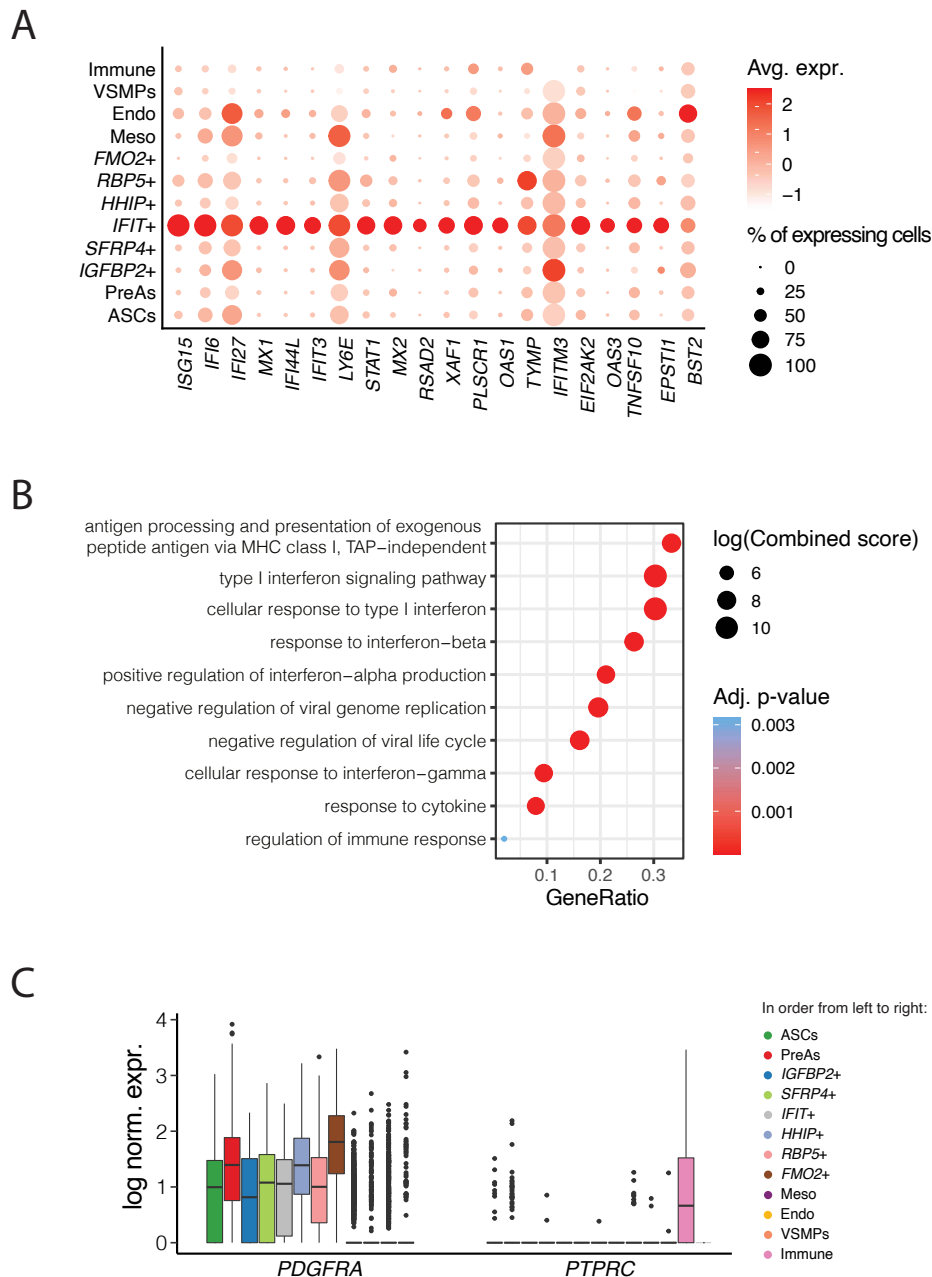 A
Immune
VSMPs
Endo
Meso
FMO2+
RBP5+
HHIP+
IFIT+
SFRP4+
IGFBP2+
PreAs
ASCs
ISG15
IFI6
IFI27
MX1
IFI44L
IFIT3
LY6E
STAT1
MX2
RSAD2
XAF1
PLSCR1
OAS1
TYMP
IFITM3
EIF2AK2
OAS3
TNFSF10
EPSTI1
BST2
Avg. expr.
2
1
0
−1
% of expressing cells
0
25
50
75
100
B
antigen processing and presentation of exogenous
peptide antigen via MHC class I, TAP−independent
type I interferon signaling pathway
cellular response to type I interferon
response to interferon−beta
positive regulation of interferon−alpha production
negative regulation of viral genome replication
negative regulation of viral life cycle
cellular response to interferon−gamma
response to cytokine
regulation of immune response
0.1 0.2 0.3
GeneRatio
log(Combined score)
6
8
10
Adj. p-value
0.003
0.002
0.001
C
log norm. expr.
4
3
2
1
0
PDGFRA PTPRC
In order from left to right:
ASCs
PreAs
IGFBP2+
SFRP4+
IFIT+
HHIP+
RBP5+
FMO2+
Meso
Endo
VSMPs
Immune